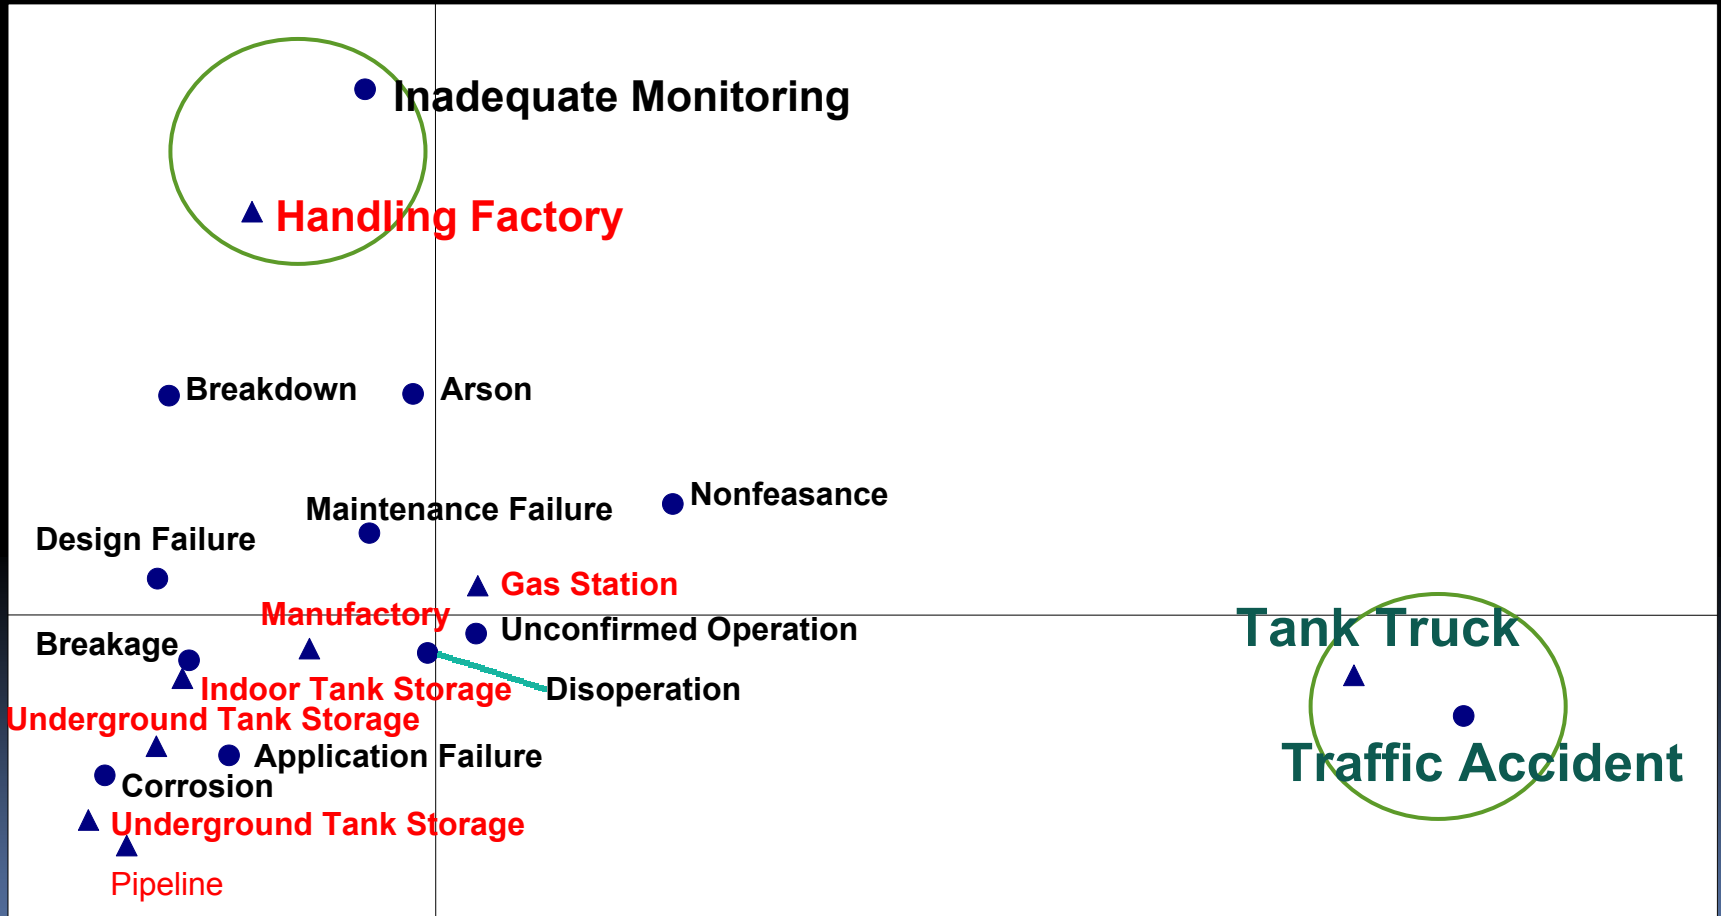 Inadequate Monitoring
Handling Factory
Breakdown
Arson
Nonfeasance
Maintenance Failure
Design Failure
Gas Station
Manufactory
Tank Truck
Unconfirmed Operation
Breakage
Indoor Tank Storage
Disoperation
Underground Tank Storage
Application Failure
Traffic Accident
Corrosion
Underground Tank Storage
Pipeline